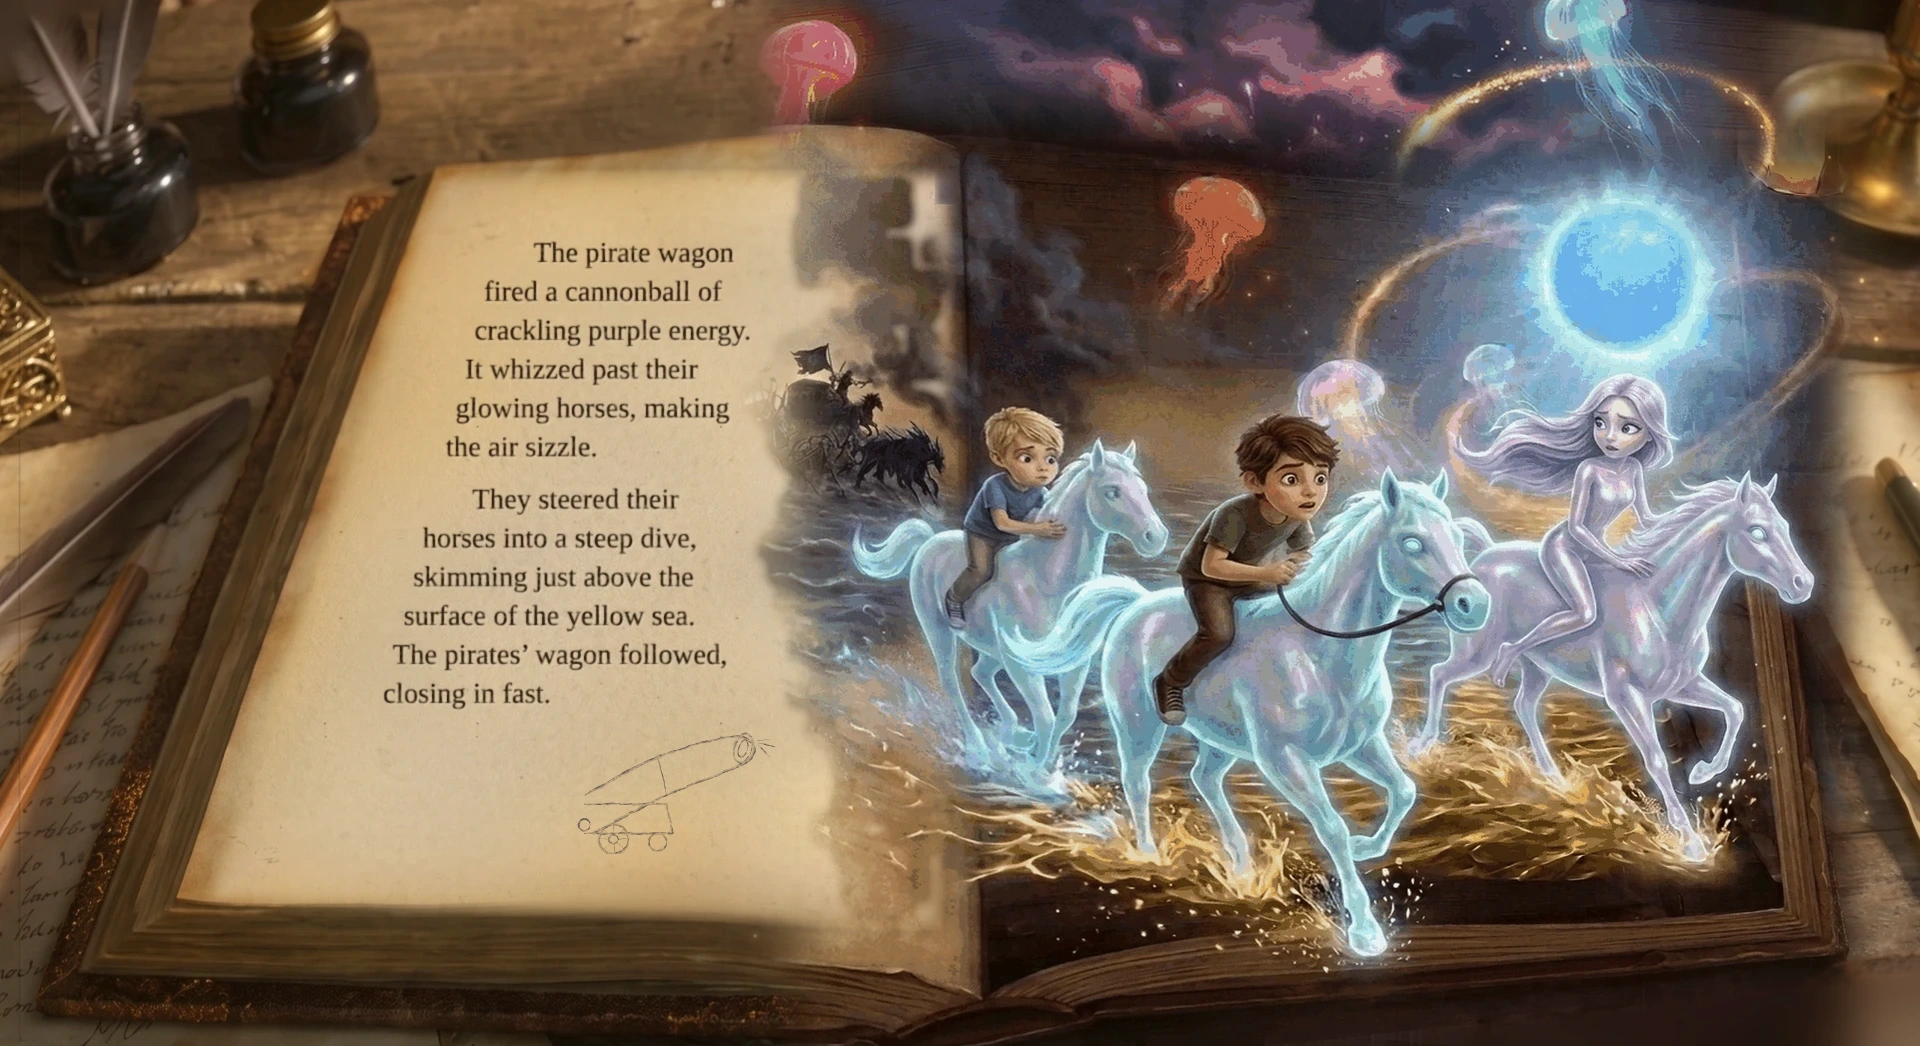 The pirate wagon
fired a cannonball of
crackling purple energy.
It whizzed past their
glowing horses, making
the air sizzle.
They steered their
horses into a steep dive,
skimming just above the
surface of the yellow sea.
The pirates’ wagon followed,
closing in fast.